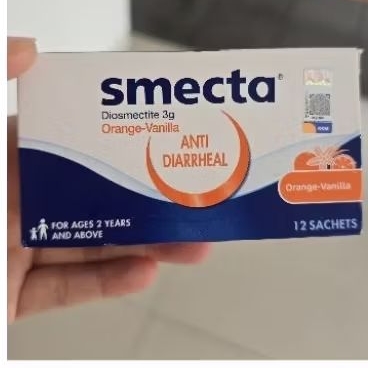 smecta®
Diosmectite 3g
Orange-Vanilla
ANTI
DIARRHEAL
Orange-Vanilla
FOR AGES 2 YEARS
AND ABOVE
12 SACHETS